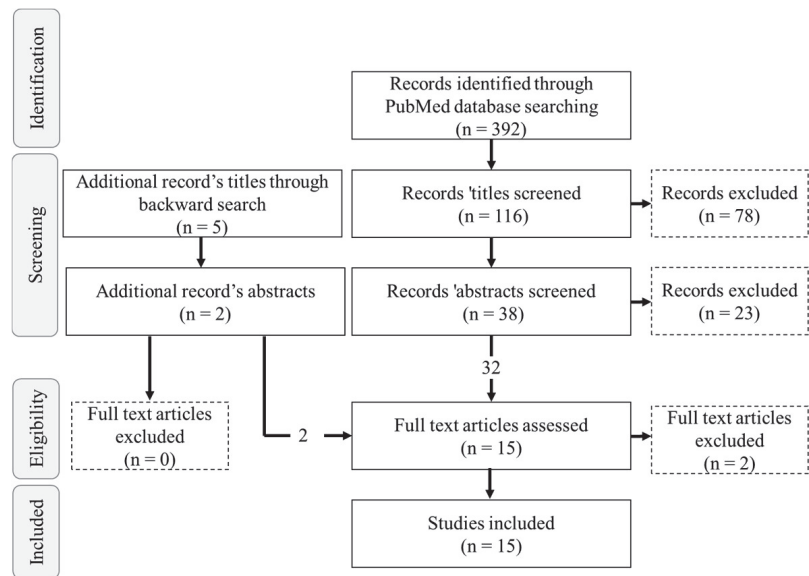 Identification
Records identified through
PubMed database searching
(n = 392)
Screening
Additional record's titles through
backward search
(n = 5)
Records 'titles screened
(n = 116)
Records excluded
(n = 78)
Additional record's abstracts
(n = 2)
Records 'abstracts screened
(n = 38)
Records excluded
(n = 23)
32
Eligibility
Full text articles
excluded
(n = 0)
2
Full text articles assessed
(n = 15)
Full text articles
excluded
(n = 2)
Included
Studies included
(n = 15)